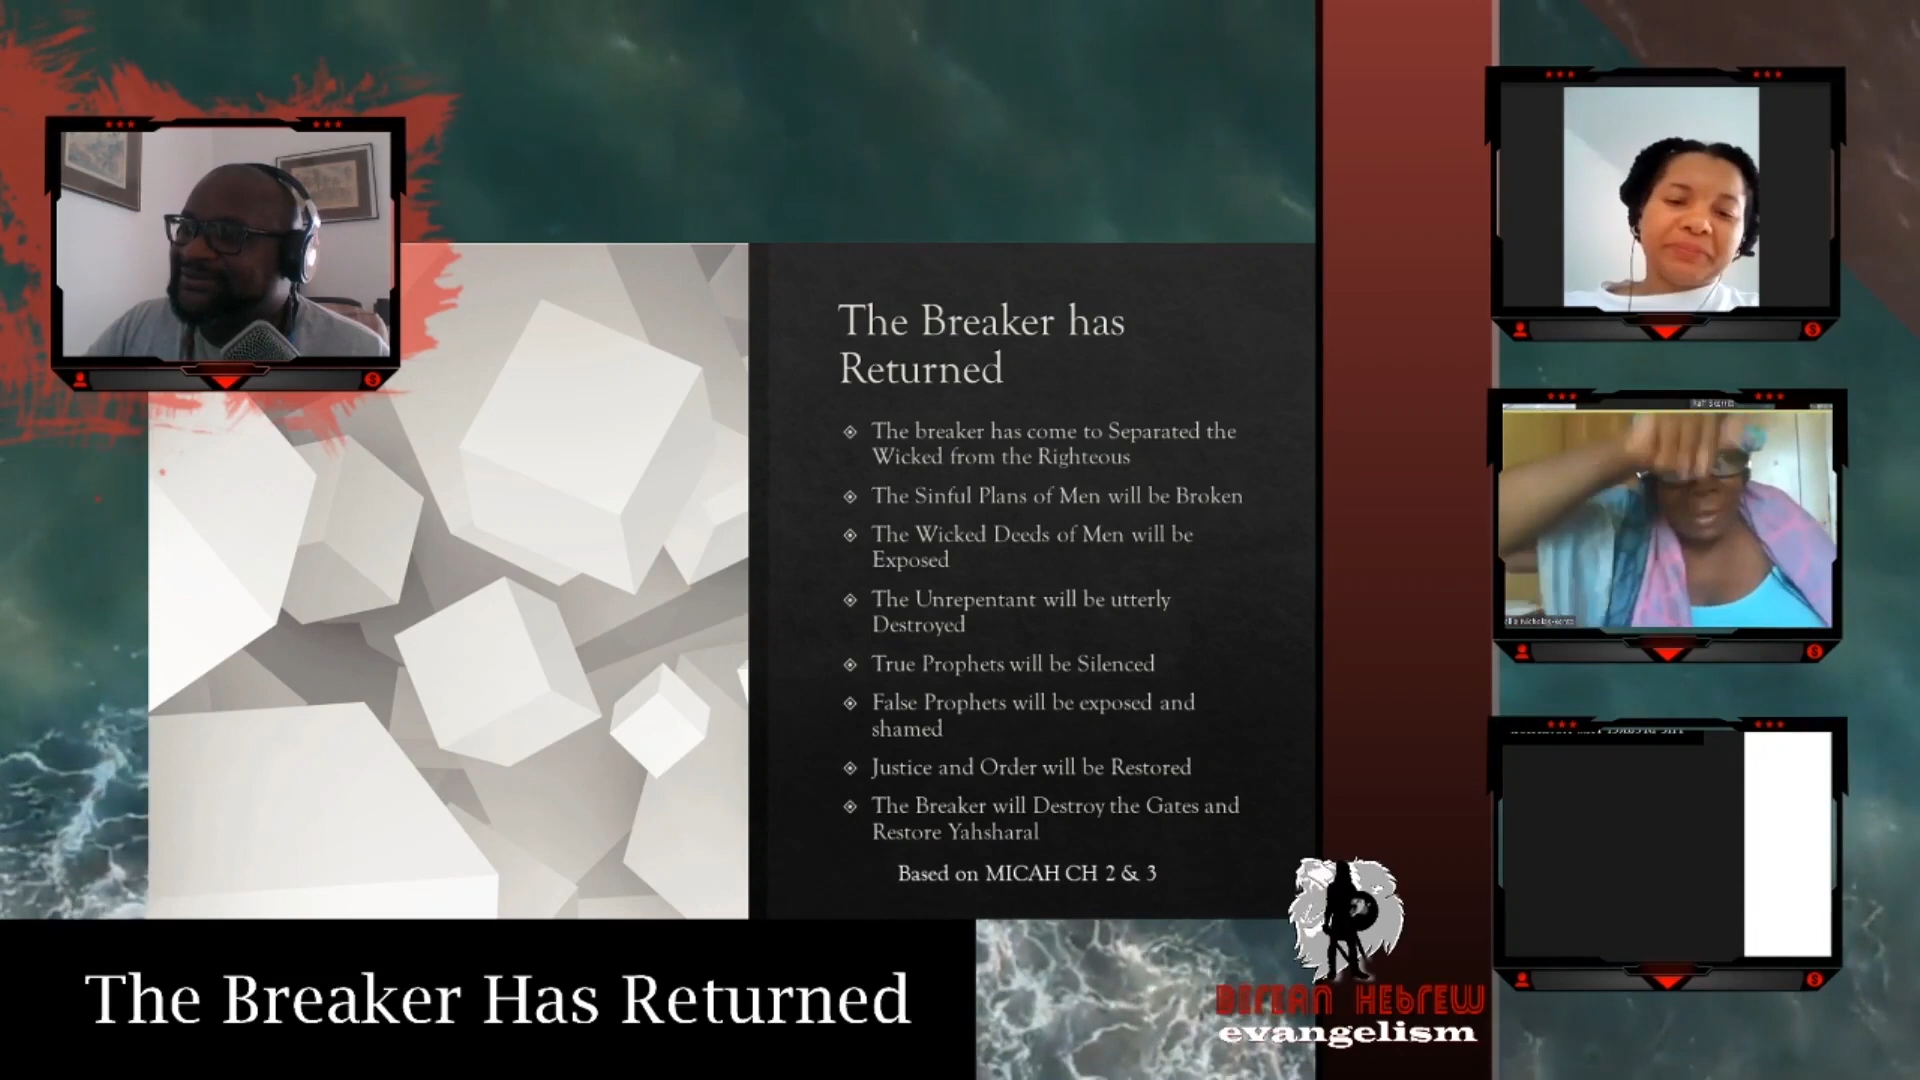 The Breaker has
Returned
The breaker has come to Separated the
Wicked from the Righteous
The Sinful Plans of Men will be Broken
The Wicked Deeds of Men will be
Exposed
The Unrepentant will be utterly
Destroyed
True Prophets will be Silenced
False Prophets will be exposed and
shamed
Justice and Order will be Restored
The Breaker will Destroy the Gates and
Restore Yahsharal
Based on MICAH CH 2 & 3
The Breaker Has Returned
HEbREW
evangelism